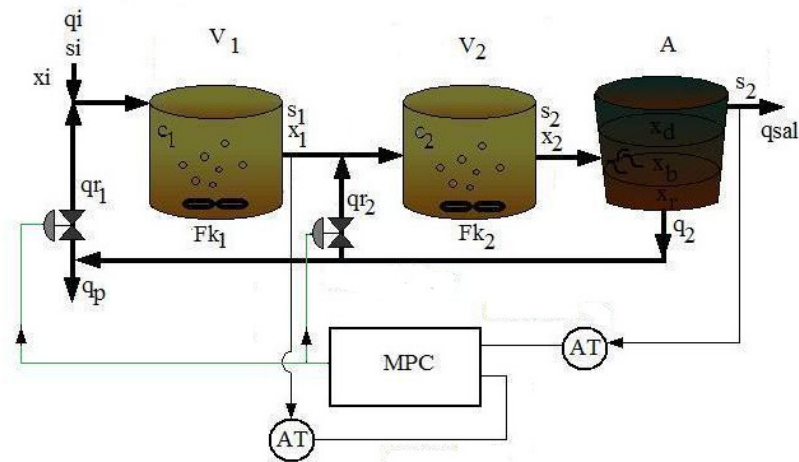 qi
si
xi
V1
V2
A
c1
s1
x1
c2
s2
x2
xd
xb
xr
s2
qsal
qr1
Fk1
qr2
Fk2
q2
qp
MPC
AT
AT